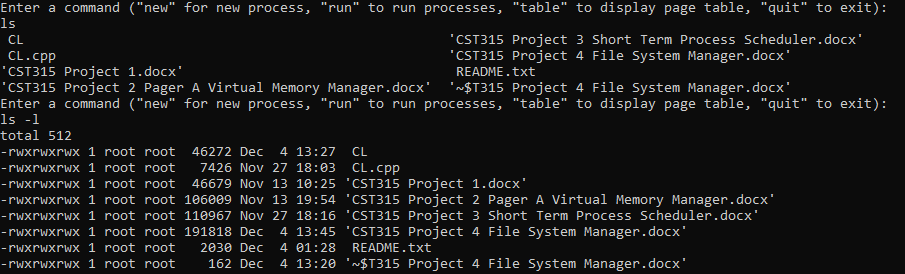 Enter a command ("new" for new process, "run" to run processes, "table" to display page table, "quit" to exit):
ls
 CL                                                          'CST315 Project 3 Short Term Process Scheduler.docx'
 CL.cpp                                                      'CST315 Project 4 File System Manager.docx'
'CST315 Project 1.docx'                                       README.txt
'CST315 Project 2 Pager A Virtual Memory Manager.docx'  '~$T315 Project 4 File System Manager.docx'
Enter a command ("new" for new process, "run" to run processes, "table" to display page table, "quit" to exit):
ls -l
total 512
-rwxrwxrwx 1 root root  46272 Dec  4 13:27  CL
-rwxrwxrwx 1 root root   7426 Nov 27 18:03  CL.cpp
-rwxrwxrwx 1 root root  46679 Nov 13 10:25 'CST315 Project 1.docx'
-rwxrwxrwx 1 root root 106009 Nov 13 19:54 'CST315 Project 2 Pager A Virtual Memory Manager.docx'
-rwxrwxrwx 1 root root 110967 Nov 27 18:16 'CST315 Project 3 Short Term Process Scheduler.docx'
-rwxrwxrwx 1 root root 191818 Dec  4 13:45 'CST315 Project 4 File System Manager.docx'
-rwxrwxrwx 1 root root   2030 Dec  4 01:28  README.txt
-rwxrwxrwx 1 root root    162 Dec  4 13:20 '~$T315 Project 4 File System Manager.docx'